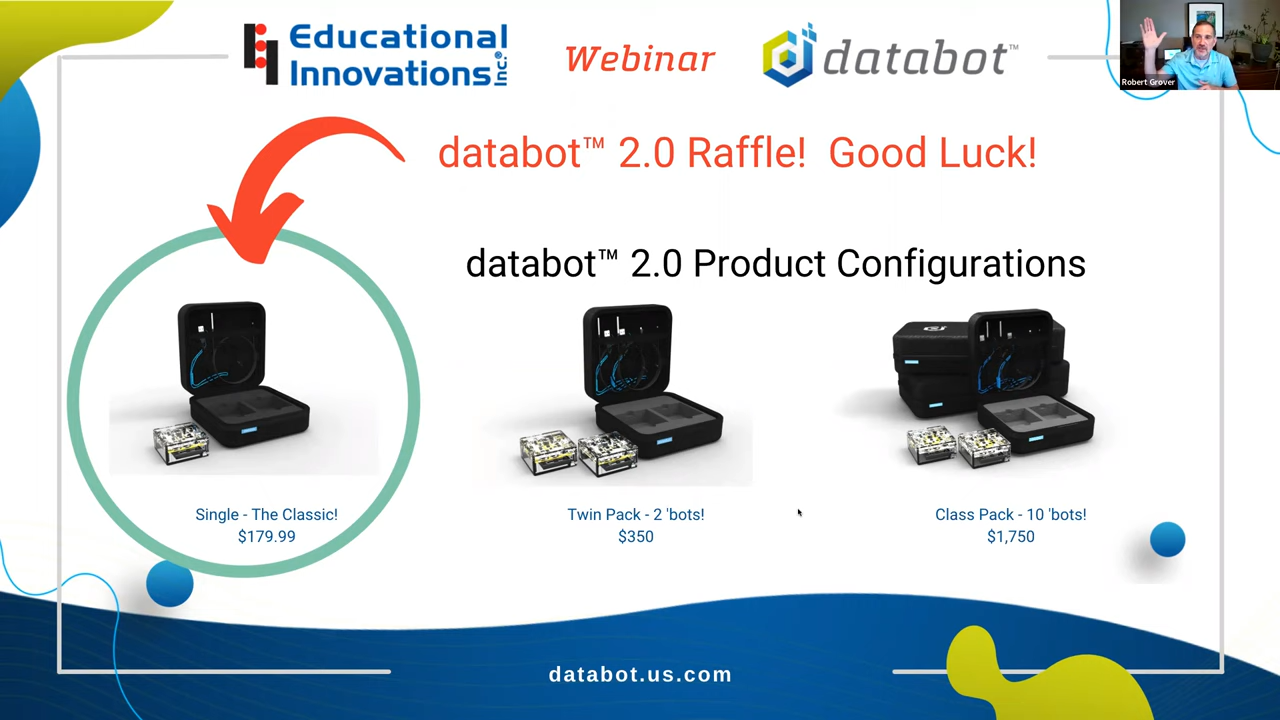 Educational
Innovations Inc.®
Webinar
databot™
Robert Grover
databot™ 2.0 Raffle! Good Luck!
databot™ 2.0 Product Configurations
Single - The Classic!
$179.99
Twin Pack - 2 'bots!
$350
Class Pack - 10 'bots!
$1,750
databot.us.com